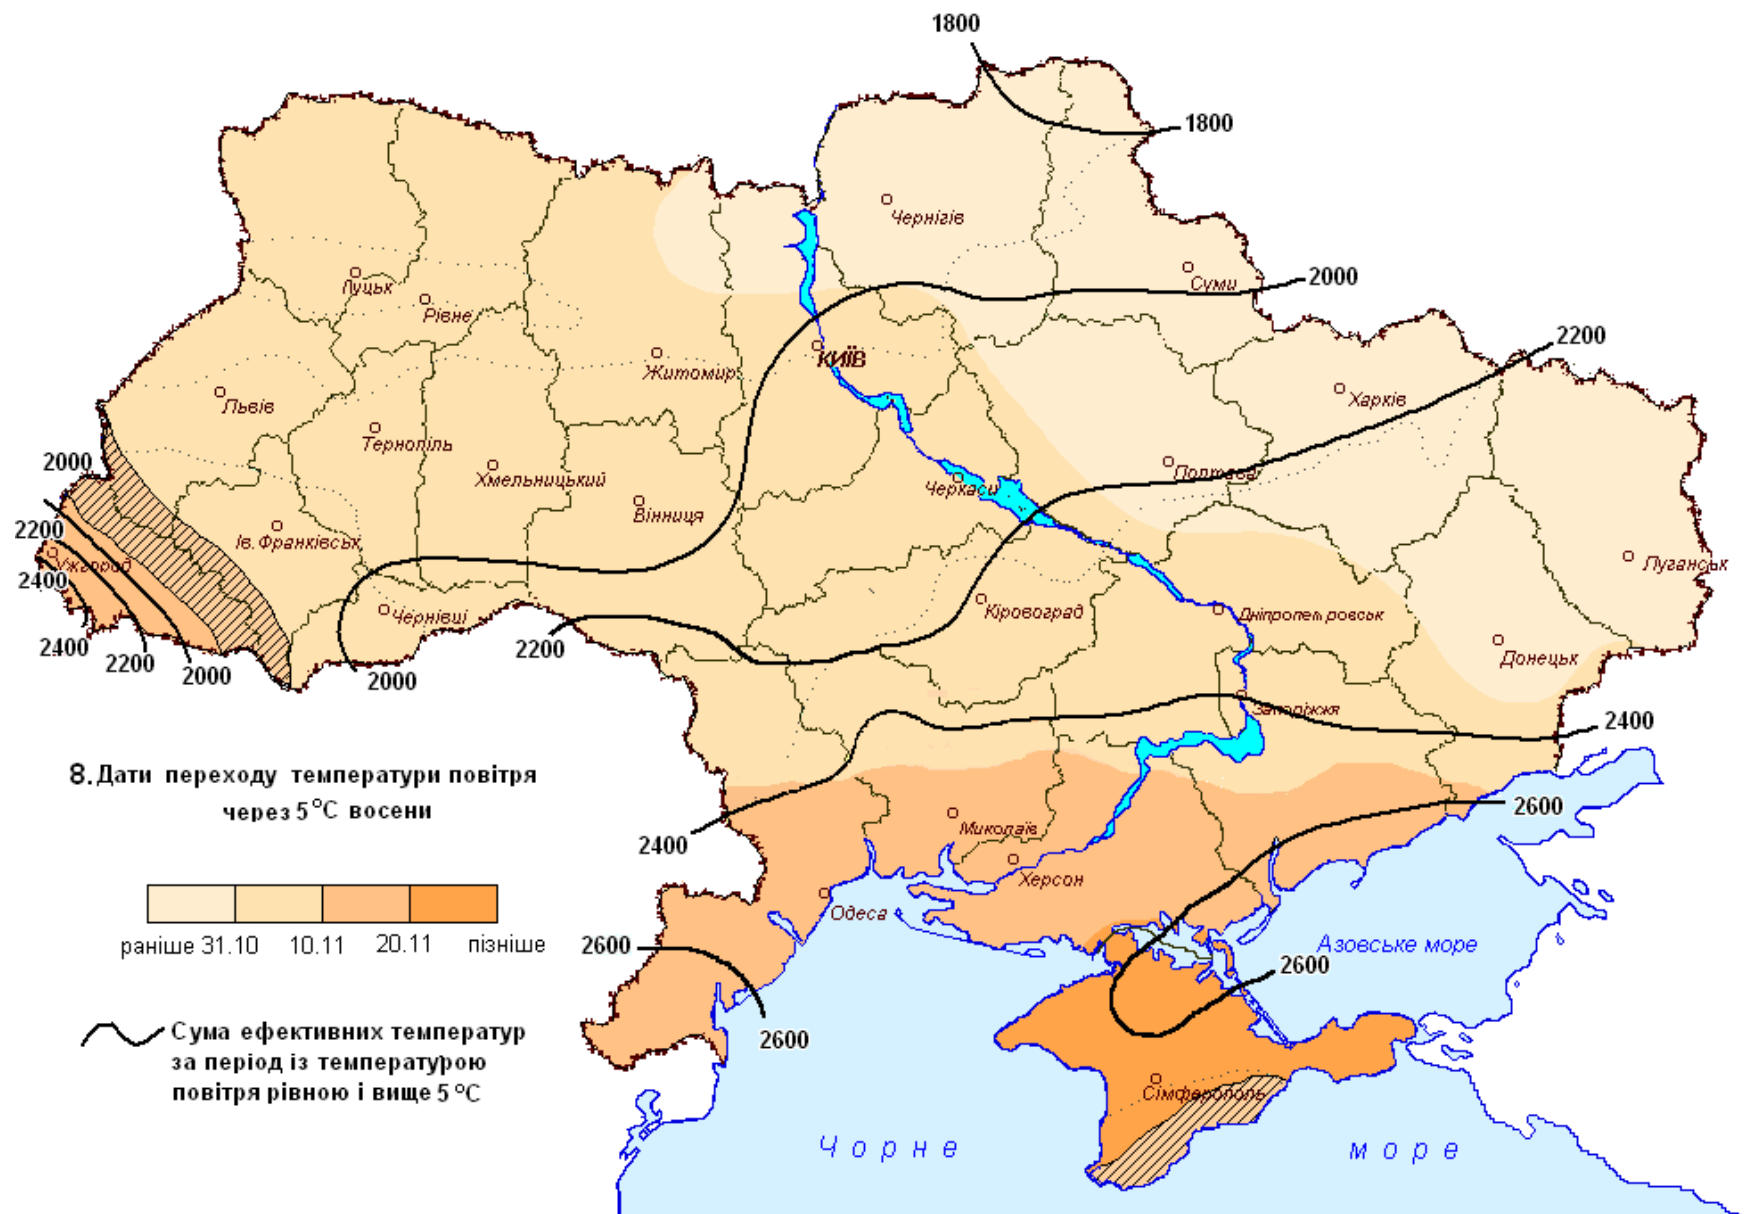 1800
1800
Чернігів
Суми
2000
Луцьк
Рівне
2200
Житомир
КИЇВ
Львів
Харків
Тернопіль
2000
Хмельницький
Черкаси
Полтава
Вінниця
2200
Ів. Франківськ
Ужгород
Луганськ
2400
Чернівці
Кіровоград
Дніпропетровськ
2400
2200
2000
2000
2200
Донецьк
Запоріжжя
2400
8. Дати переходу температури повітря
через 5°С восени
2600
2400
Миколаїв
Херсон
Одеса
раніше 31.10 10.11 20.11 пізніше
2600
Азовське море
2600
2600
Сума ефективних температур
за період із температурою
повітря рівною і вище 5 °С
Сімферополь
Чорне море